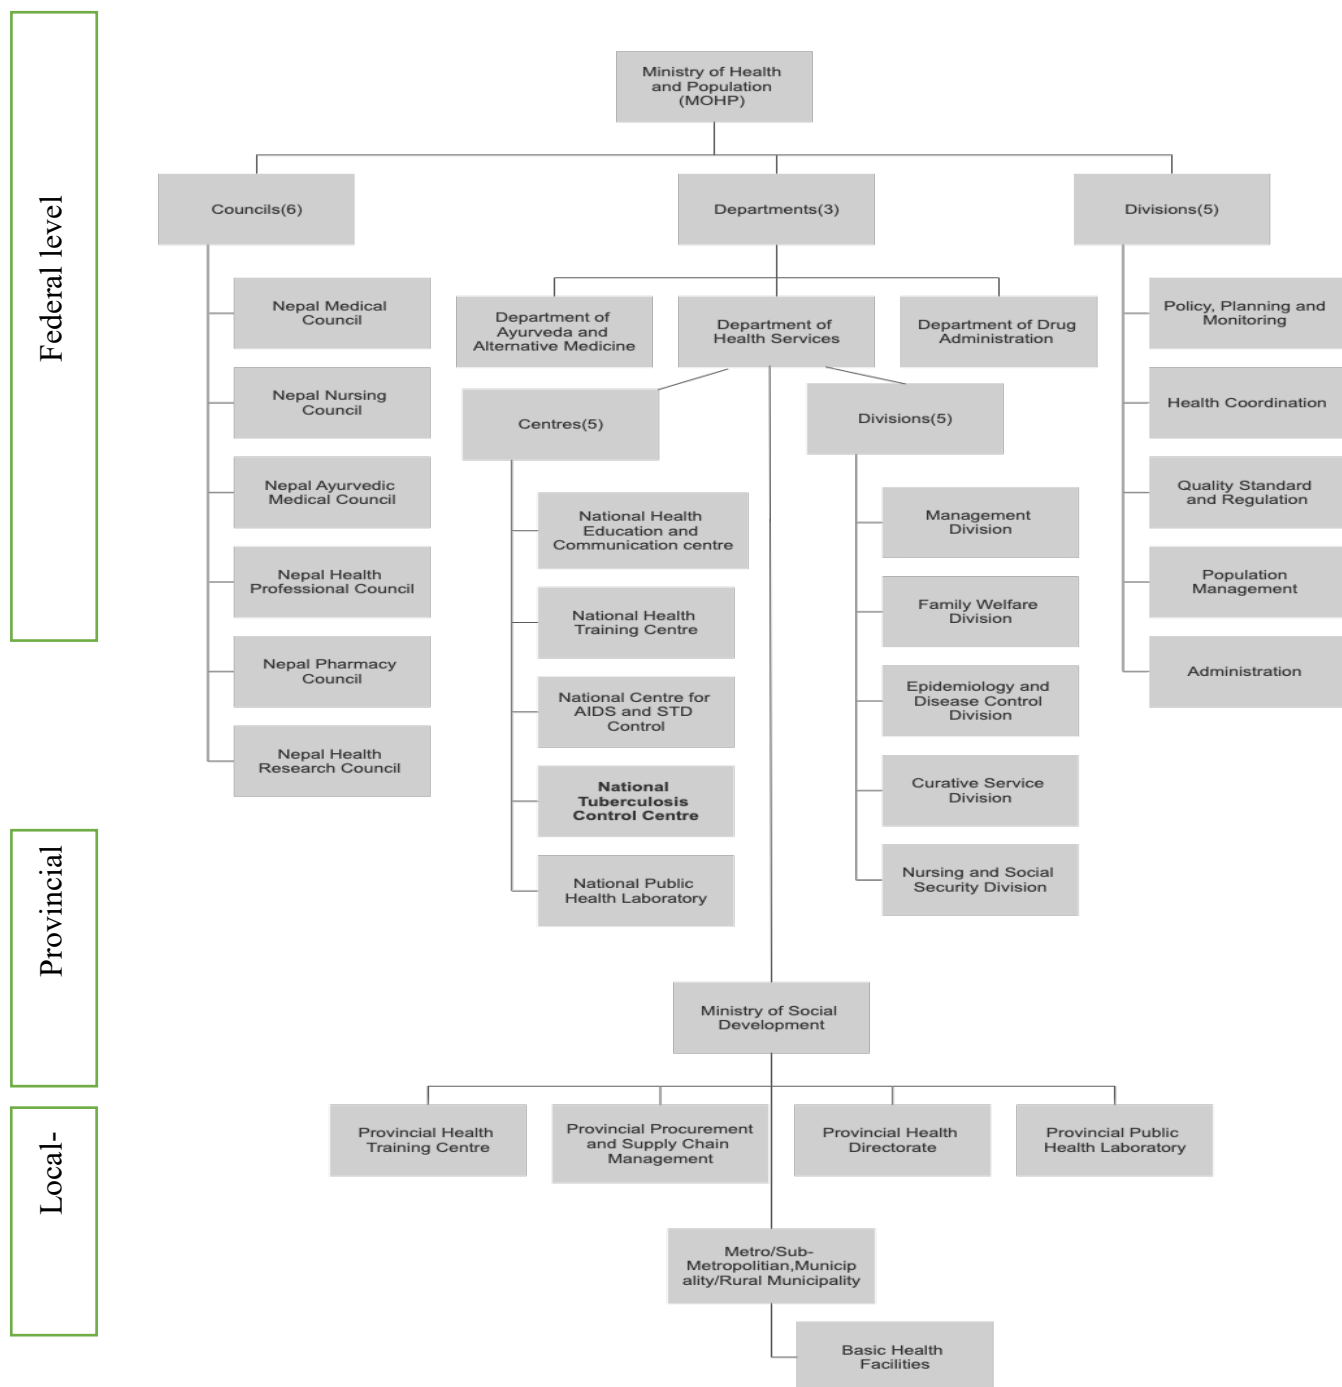 Federal level
Ministry of Health
and Population
(MOHP)
Councils(6)
Departments(3)
Divisions(5)
Nepal Medical
Council
Nepal Nursing
Council
Nepal Ayurvedic
Medical Council
Nepal Health
Professional Council
Nepal Pharmacy
Council
Nepal Health
Research Council
Department of
Ayurveda and
Alternative Medicine
Department of
Health Services
Department of Drug
Administration
Centres(5)
National Health
Education and
Communication centre
National Health
Training Centre
National Centre for
AIDS and STD
Control
National
Tuberculosis
Control Centre
National Public
Health Laboratory
Divisions(5)
Management
Division
Family Welfare
Division
Epidemiology and
Disease Control
Division
Curative Service
Division
Nursing and Social
Security Division
Policy, Planning and
Monitoring
Health Coordination
Quality Standard
and Regulation
Population
Management
Administration
Provincial
Ministry of Social
Development
Local-
Provincial Health
Training Centre
Provincial Procurement
and Supply Chain
Management
Provincial Health
Directorate
Provincial Public
Health Laboratory
Metro/Sub-
Metropolitian,Municip
ality/Rural Municipality
Basic Health
Facilities